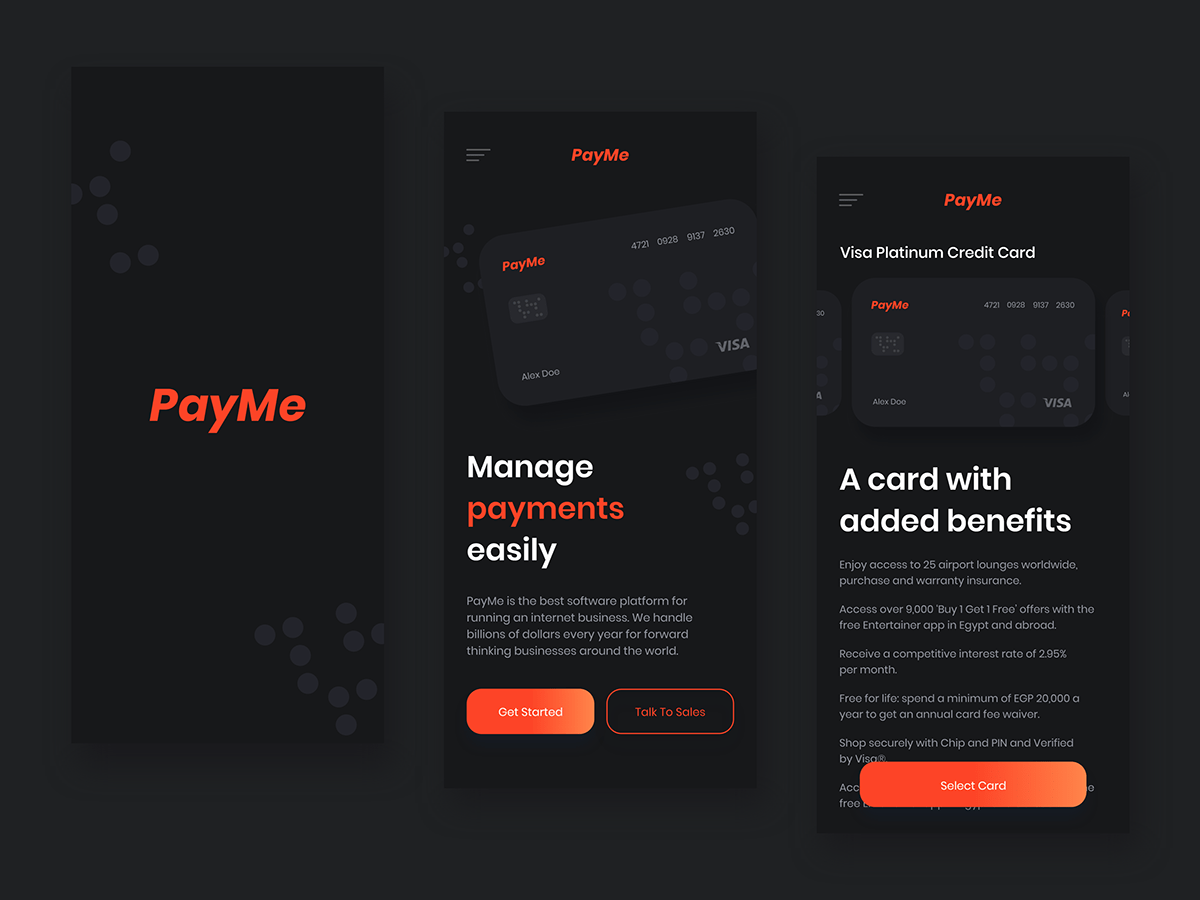 PayMe
PayMe
PayMe
4721 0928 9137 2630
Alex Doe
VISA
Manage
payments
easily
PayMe is the best software platform for
running an internet business. We handle
billions of dollars every year for forward
thinking businesses around the world.
Get Started
Talk To Sales
PayMe
Visa Platinum Credit Card
30
PayMe
4721 0928 9137 2630
Alex Doe
VISA
A card with
added benefits
Enjoy access to 25 airport lounges worldwide,
purchase and warranty insurance.
Access over 9,000 'Buy 1 Get 1 Free' offers with the
free Entertainer app in Egypt and abroad.
Receive a competitive interest rate of 2.95%
per month.
Free for life: spend a minimum of EGP 20,000 a
year to get an annual card fee waiver.
Shop securely with Chip and PIN and Verified
by Visa®
Select Card
free